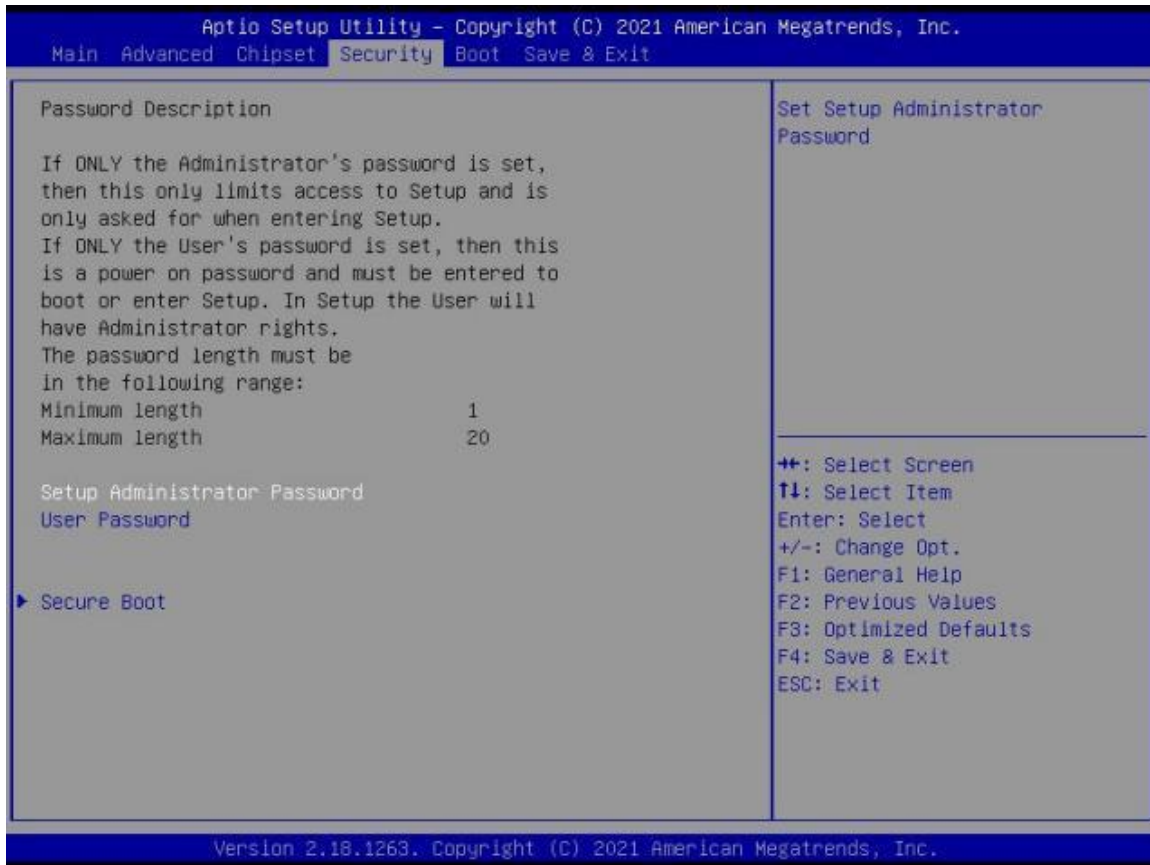 Aptio Setup Utility – Copyright (C) 2021 American Megatrends, Inc.
Main Advanced Chipset Security Boot Save & Exit
Password Description
If ONLY the Administrator's password is set,
then this only limits access to Setup and is
only asked for when entering Setup.
If ONLY the User's password is set, then this
is a power on password and must be entered to
boot or enter Setup. In Setup the User will
have Administrator rights.
The password length must be
in the following range:
Minimum length 1
Maximum length 20
Setup Administrator Password
User Password
Secure Boot
Set Setup Administrator
Password
→←: Select Screen
↑↓: Select Item
Enter: Select
+/-: Change Opt.
F1: General Help
F2: Previous Values
F3: Optimized Defaults
F4: Save & Exit
ESC: Exit
Version 2.18.1263. Copyright (C) 2021 American Megatrends, Inc.